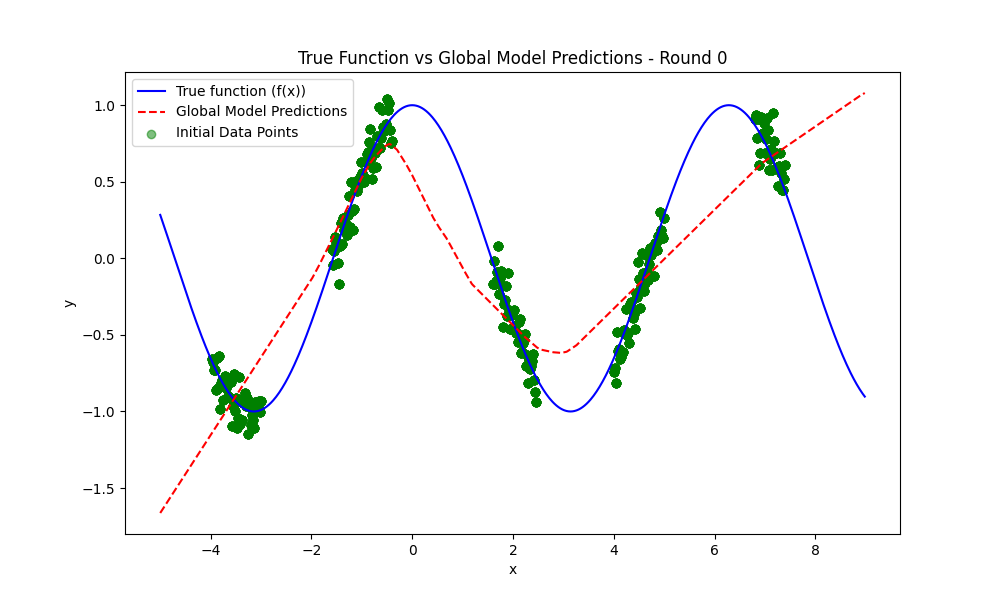 True Function vs Global Model Predictions - Round 0
True function (f(x))
Global Model Predictions
Initial Data Points
1.0
0.5
0.0
−0.5
−1.0
−1.5
y
−4
−2
0
2
4
6
8
x